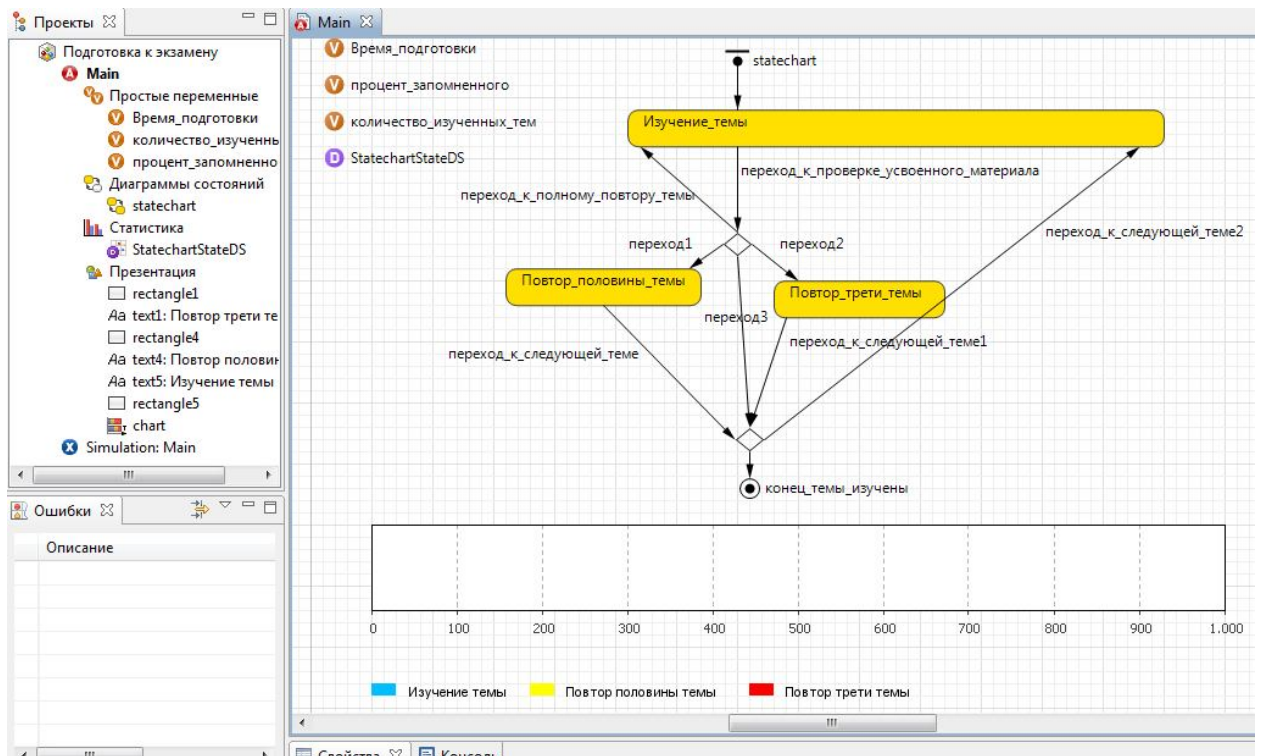 Проекты
Подготовка к экзамену
Main
Простые переменные
Время_подготовки
количество_изученнь
процент_запомненно
Диаграммы состояний
statechart
Статистика
StatechartStateDS
Презентация
rectangle1
Aa text1: Повтор трети те
rectangle4
Aa text4: Повтор половин
Aa text5: Изучение темы
rectangle5
chart
Simulation: Main
Ошибки
Описание
Main
Время_подготовки
процент_запомненного
количество_изученных_тем
StatechartStateDS
statechart
Изучение_темы
переход_к_проверке_усвоенного_материала
переход_к_полному_повтору_темы
переход_к_следующей_теме2
переход1
переход2
Повтор_половины_темы
Повтор_трети_темы
переход3
переход_к_следующей_теме1
переход_к_следующей_теме
конец_темы_изучены
0 100 200 300 400 500 600 700 800 900 1.000
Изучение темы Повтор половины темы Повтор трети темы
Свойства Консоль